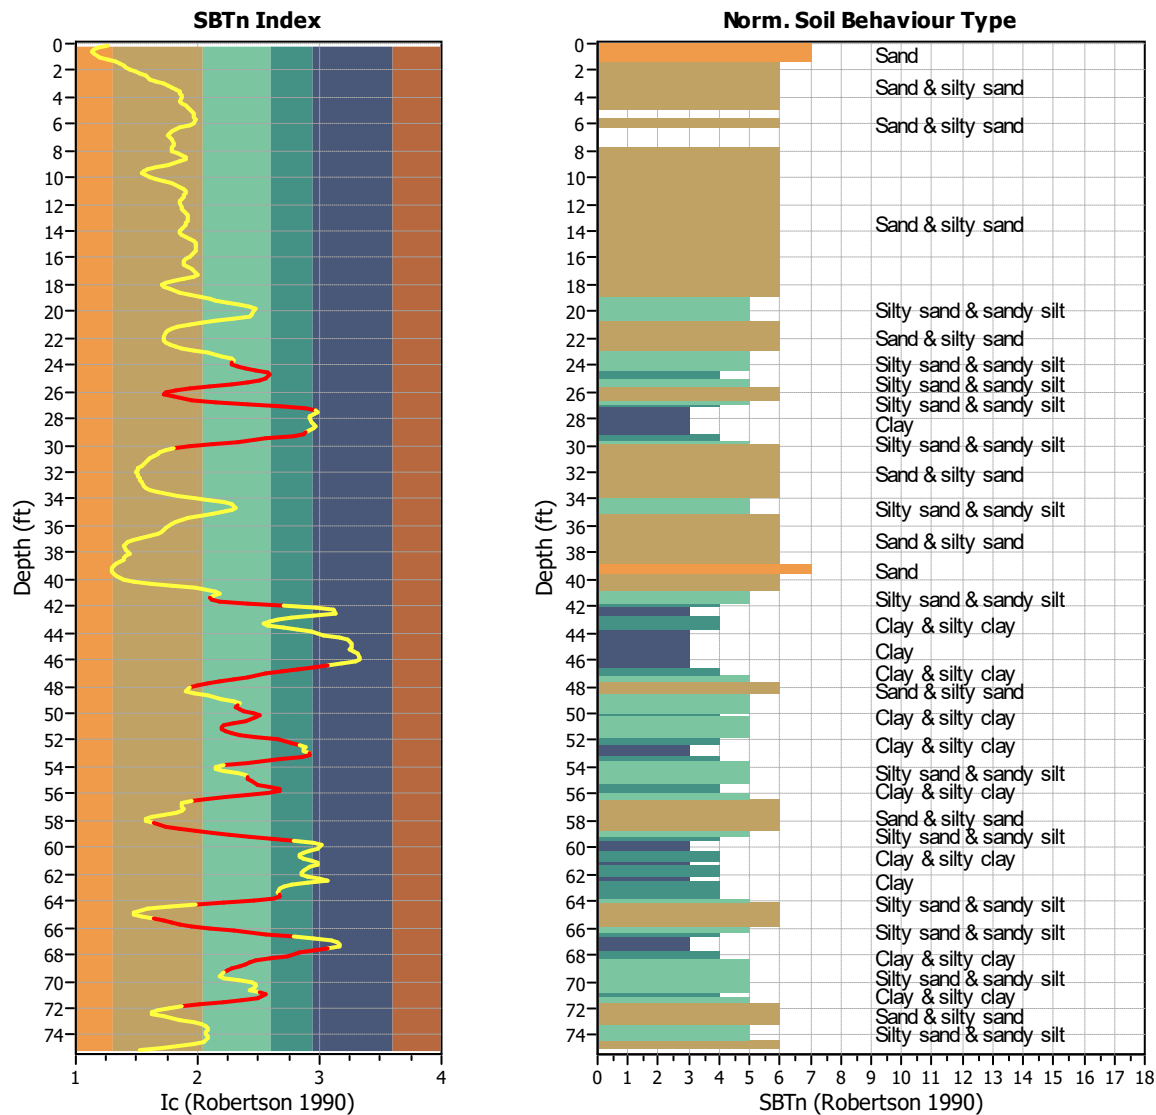 SBTn Index
0
2
4
6
8
10
12
14
16
18
20
22
24
26
28
30
32
34
36
38
40
42
44
46
48
50
52
54
56
58
60
62
64
66
68
70
72
74
Depth (ft)
1 2 3 4
Ic (Robertson 1990)
Norm. Soil Behaviour Type
0
2
4
6
8
10
12
14
16
18
20
22
24
26
28
30
32
34
36
38
40
42
44
46
48
50
52
54
56
58
60
62
64
66
68
70
72
74
Depth (ft)
Sand
Sand & silty sand
Sand & silty sand
Sand & silty sand
Silty sand & sandy silt
Sand & silty sand
Silty sand & sandy silt
Silty sand & sandy silt
Silty sand & sandy silt
Clay
Silty sand & sandy silt
Sand & silty sand
Silty sand & sandy silt
Sand & silty sand
Sand
Silty sand & sandy silt
Clay & silty clay
Clay
Clay & silty clay
Sand & silty sand
Clay & silty clay
Clay & silty clay
Silty sand & sandy silt
Clay & silty clay
Sand & silty sand
Silty sand & sandy silt
Clay & silty clay
Clay
Silty sand & sandy silt
Silty sand & sandy silt
Clay & silty clay
Silty sand & sandy silt
Clay & silty clay
Sand & silty sand
Silty sand & sandy silt
0 1 2 3 4 5 6 7 8 9 10 11 12 13 14 15 16 17 18
SBTn (Robertson 1990)